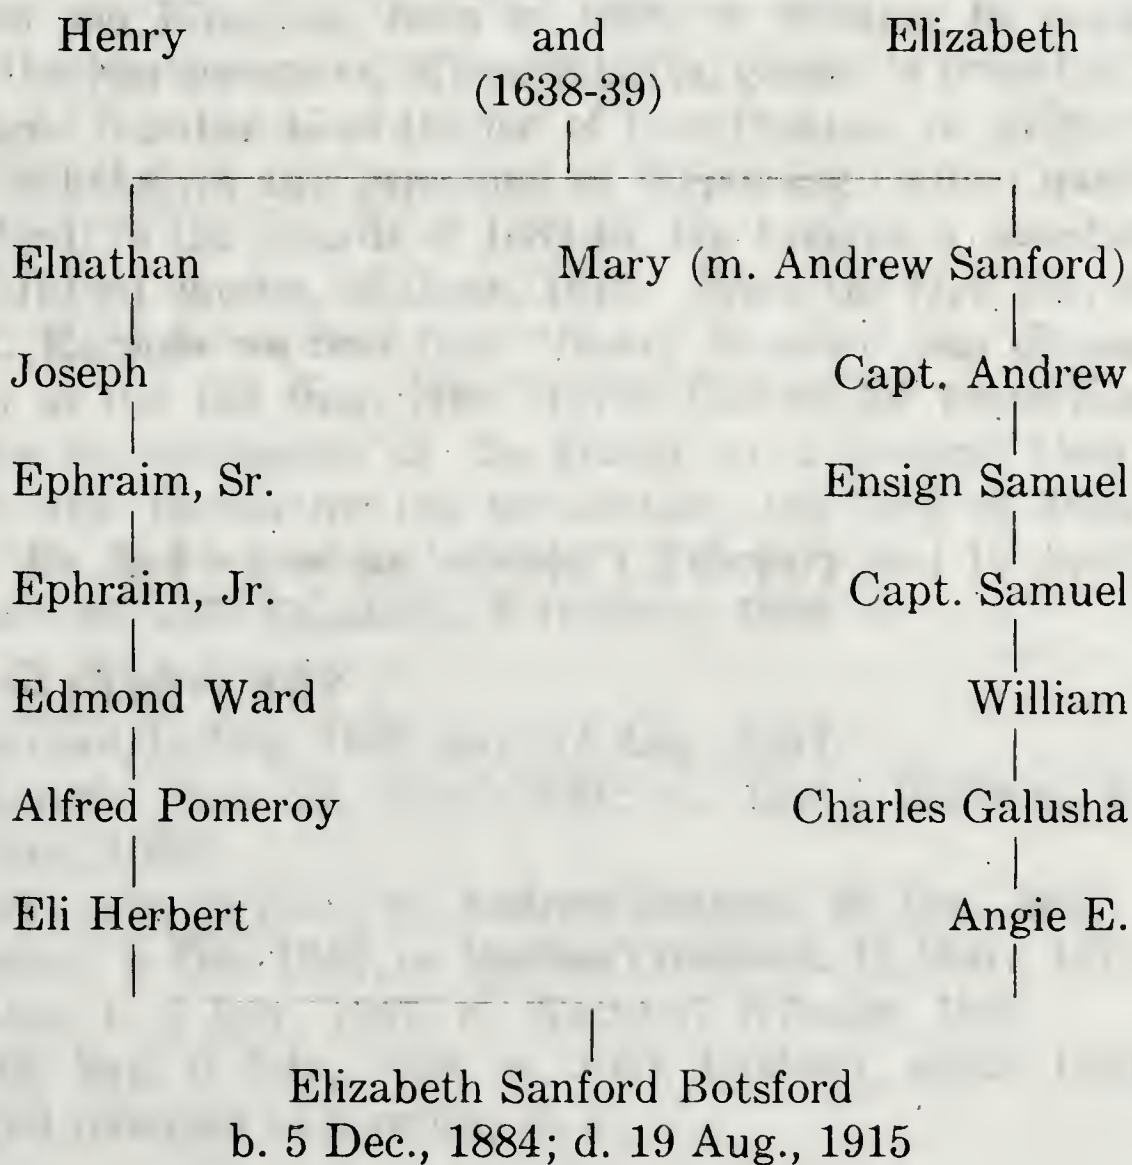 Henry and Elizabeth
(1638-39)
Elnathan Mary (m. Andrew Sanford)
Joseph Capt. Andrew
Ephraim, Sr. Ensign Samuel
Ephraim, Jr. Capt. Samuel
Edmond Ward William
Alfred Pomeroy Charles Galusha
Eli Herbert Angie E.
Elizabeth Sanford Botsford
b. 5 Dec., 1884; d. 19 Aug., 1915